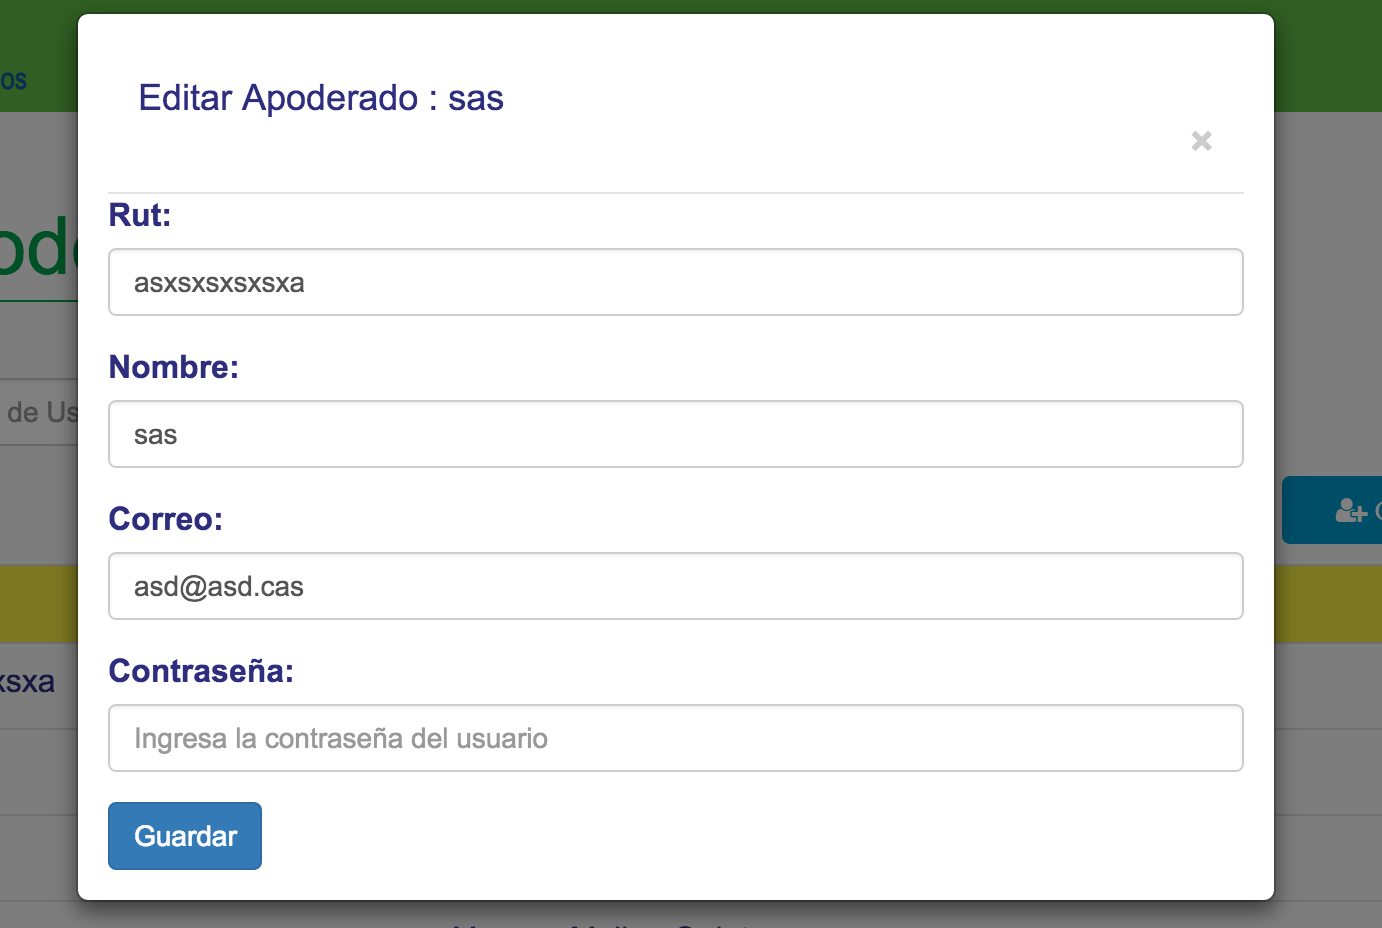 os
Editar Apoderado : sas
×
Rut:
asxsxsxsxsxa
Nombre:
sas
de Us
Correo:
asd@asd.cas
Contraseña:
xsxa
Ingresa la contraseña del usuario
Guardar